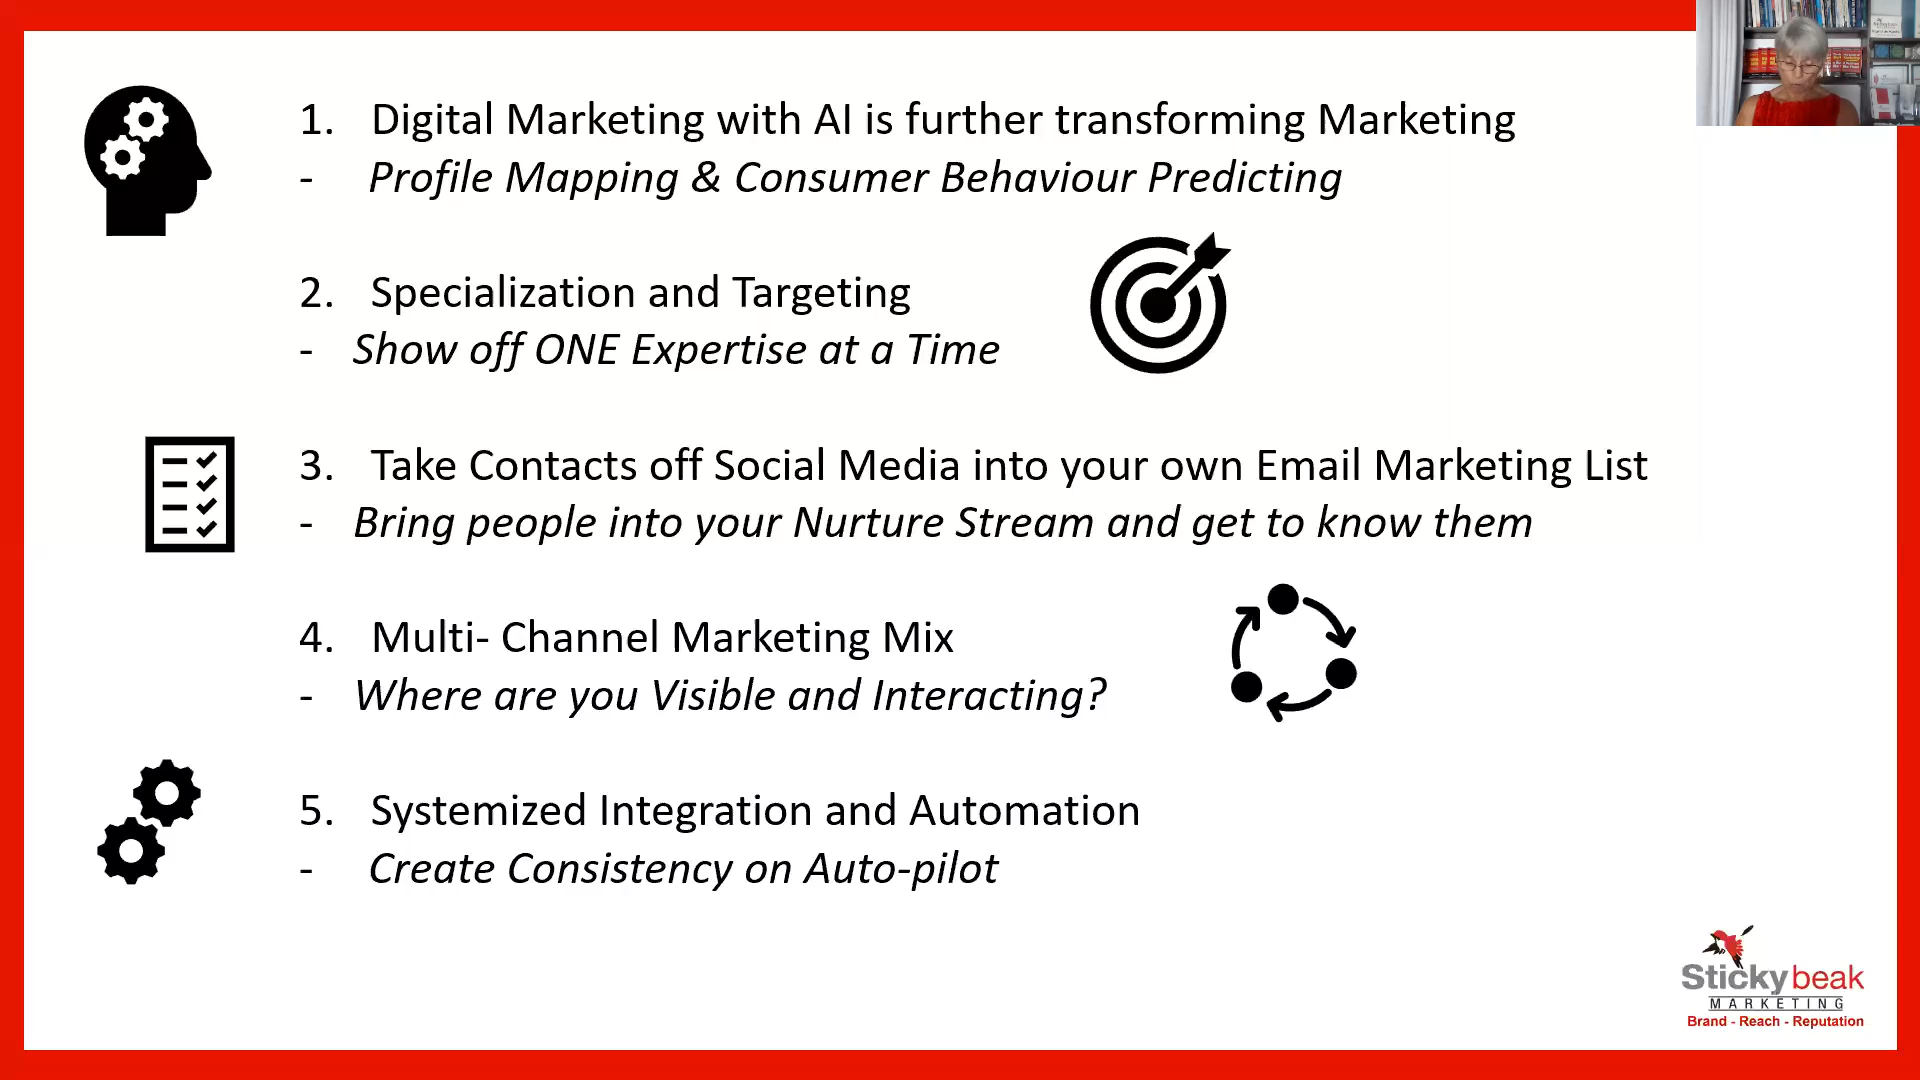 1. Digital Marketing with AI is further transforming Marketing
- Profile Mapping & Consumer Behaviour Predicting
2. Specialization and Targeting
- Show off ONE Expertise at a Time
3. Take Contacts off Social Media into your own Email Marketing List
- Bring people into your Nurture Stream and get to know them
4. Multi- Channel Marketing Mix
- Where are you Visible and Interacting?
5. Systemized Integration and Automation
- Create Consistency on Auto-pilot
Stickybeak
MARKETING
Brand - Reach - Reputation